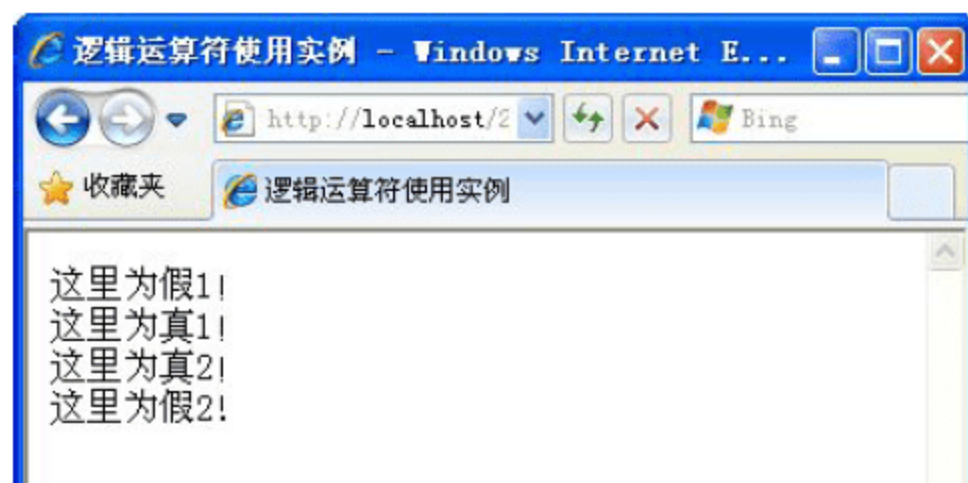 逻辑运算符使用实例 - Windows Internet E...
http://localhost/2
Bing
收藏夹
逻辑运算符使用实例
这里为假1!
这里为真1!
这里为真2!
这里为假2!